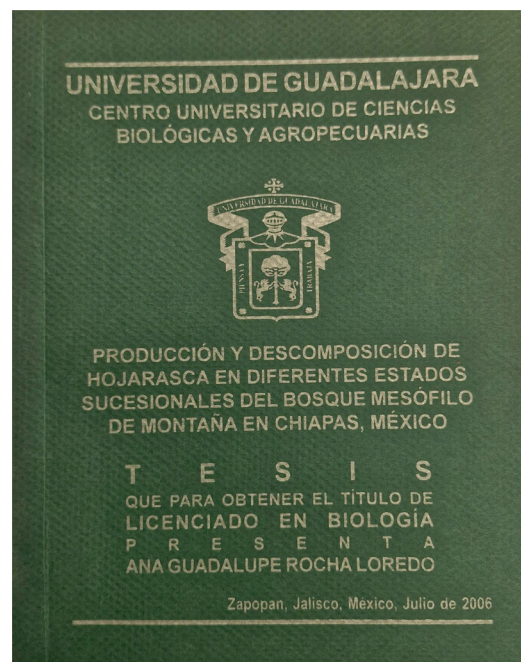 UNIVERSIDAD DE GUADALAJARA
CENTRO UNIVERSITARIO DE CIENCIAS
BIOLÓGICAS Y AGROPECUARIAS
UNIVERSIDAD DE GUADALAJARA
PIENSA Y
TRABAJA
PRODUCCIÓN Y DESCOMPOSICIÓN DE
HOJARASCA EN DIFERENTES ESTADOS
SUCESIONALES DEL BOSQUE MESÓFILO
DE MONTAÑA EN CHIAPAS, MÉXICO
T E S I S
QUE PARA OBTENER EL TÍTULO DE
LICENCIADO EN BIOLOGÍA
P R E S E N T A
ANA GUADALUPE ROCHA LOREDO
Zapopan, Jalisco, México, Julio de 2006